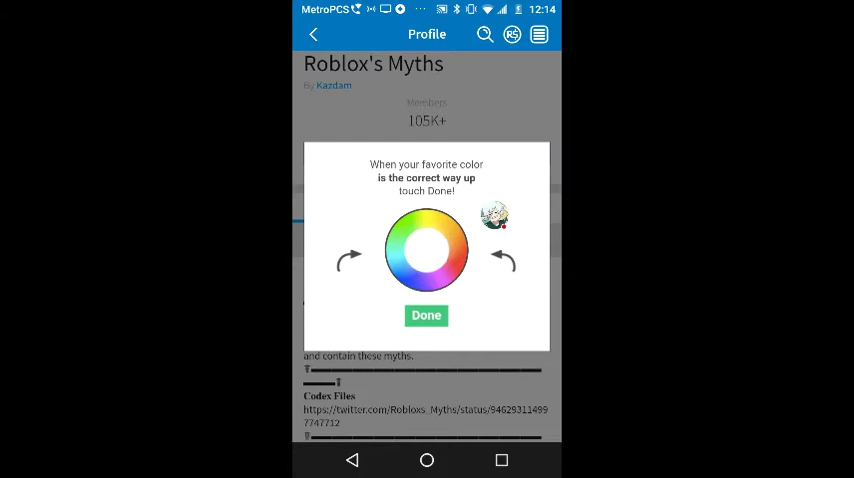 MetroPCS 12:14
Profile
Roblox's Myths
By Kazdam
Members
105K+
When your favorite color
is the correct way up
touch Done!
Done
and contain these myths.
Codex Files
https://twitter.com/Robloxs_Myths/status/94629311499
7747712